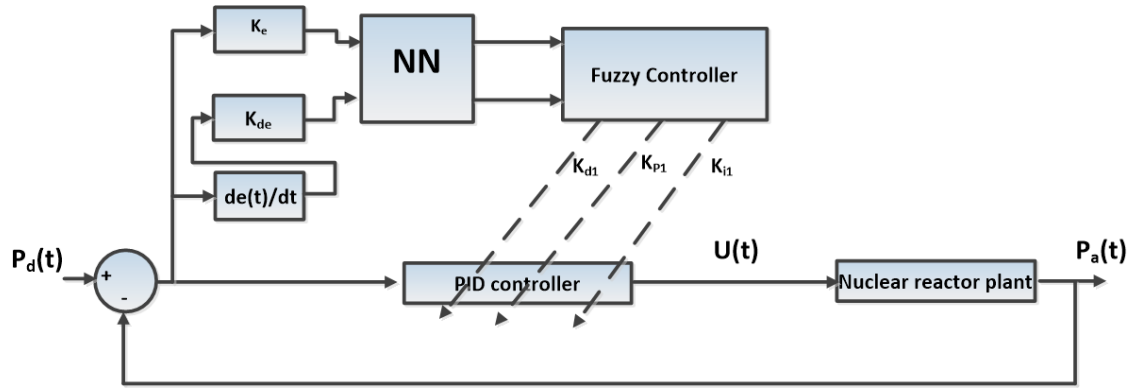 Ke
NN
Fuzzy Controller
Kde
Kd1
KP1
Ki1
de(t)/dt
Pd(t)
+
-
PID controller
U(t)
Nuclear reactor plant
Pa(t)